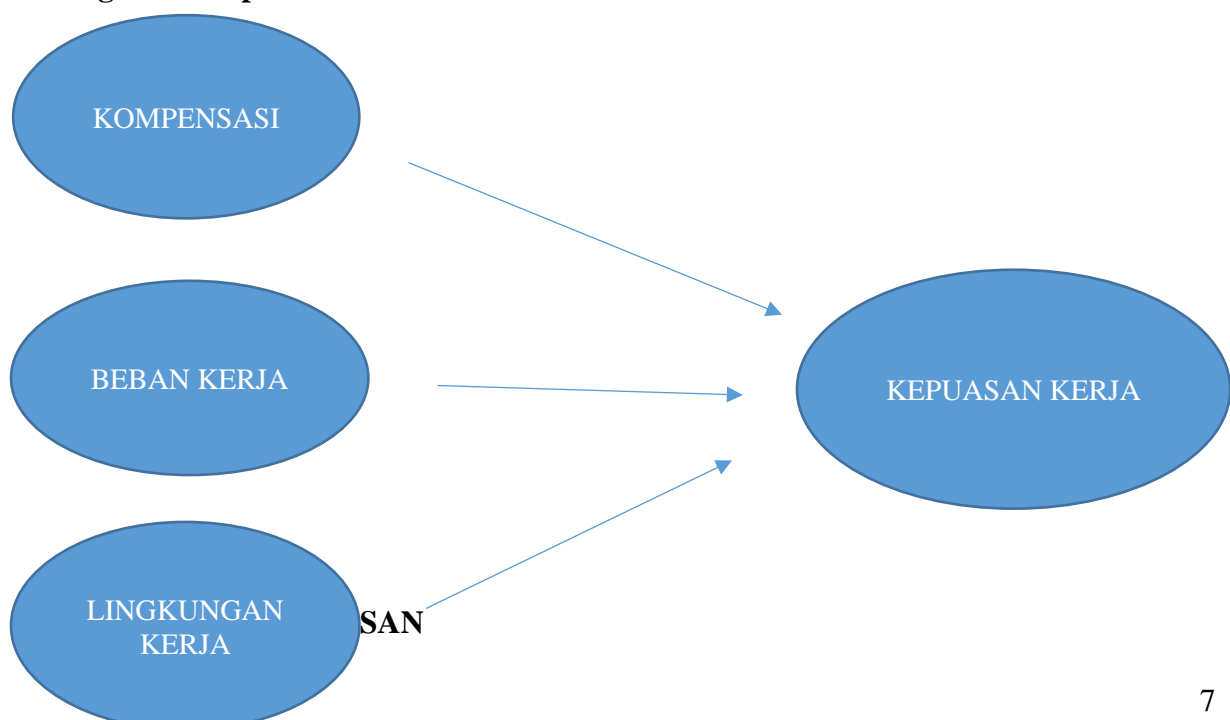 KOMPENSASI
BEBAN KERJA
KEPUASAN KERJA
LINGKUNGAN
KERJA
SAN
7